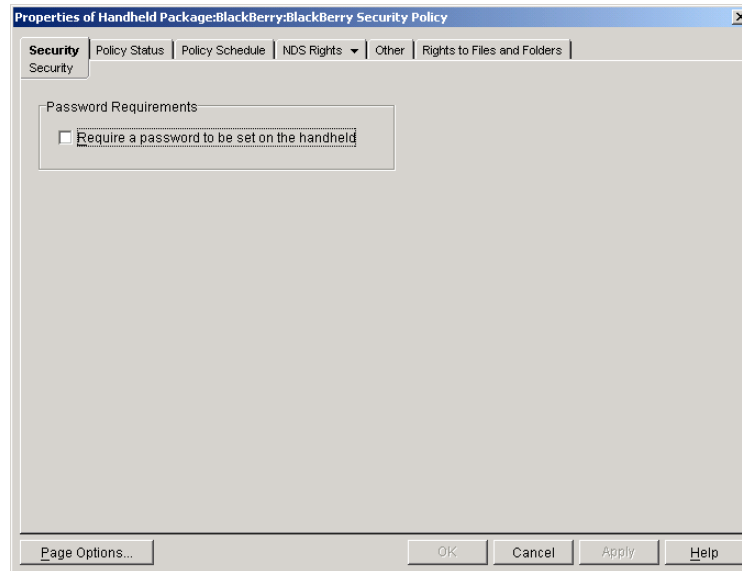 Properties of Handheld Package:BlackBerry:BlackBerry Security Policy
Security Policy Status Policy Schedule NDS Rights Other Rights to Files and Folders
Security
Password Requirements
Require a password to be set on the handheld
Page Options... OK Cancel Apply Help